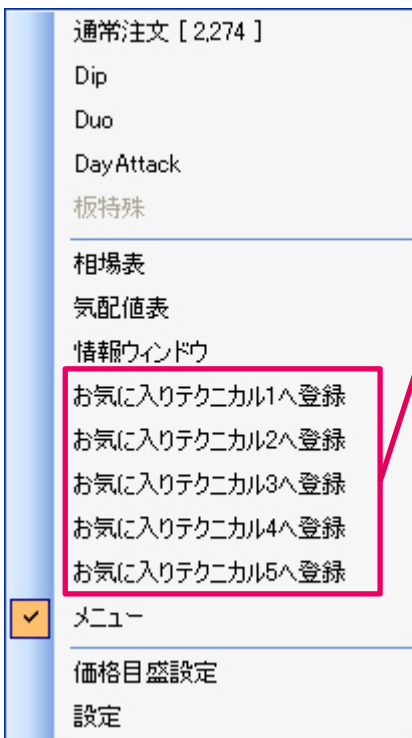 通常注文 [ 2,274 ]
Dip
Duo
DayAttack
板特殊
相場表
気配値表
情報ウィンドウ
お気に入りテクニカル1へ登録
お気に入りテクニカル2へ登録
お気に入りテクニカル3へ登録
お気に入りテクニカル4へ登録
お気に入りテクニカル5へ登録
メニュー
価格目盛設定
設定